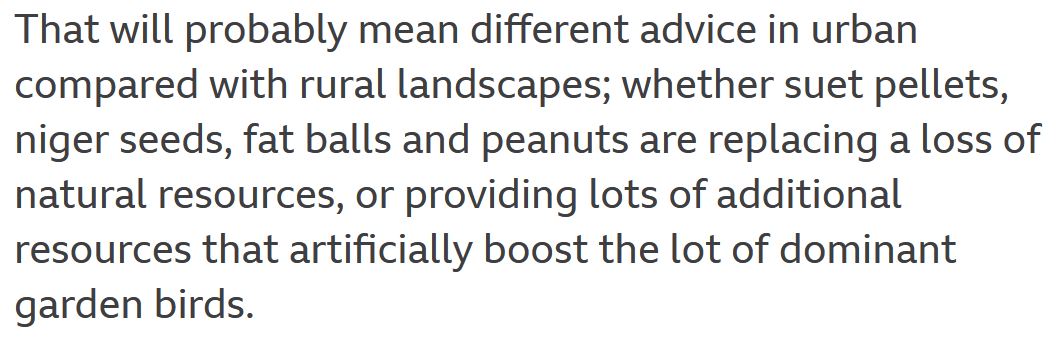 That will probably mean different advice in urban
compared with rural landscapes; whether suet pellets,
niger seeds, fat balls and peanuts are replacing a loss of
natural resources, or providing lots of additional
resources that artificially boost the lot of dominant
garden birds.